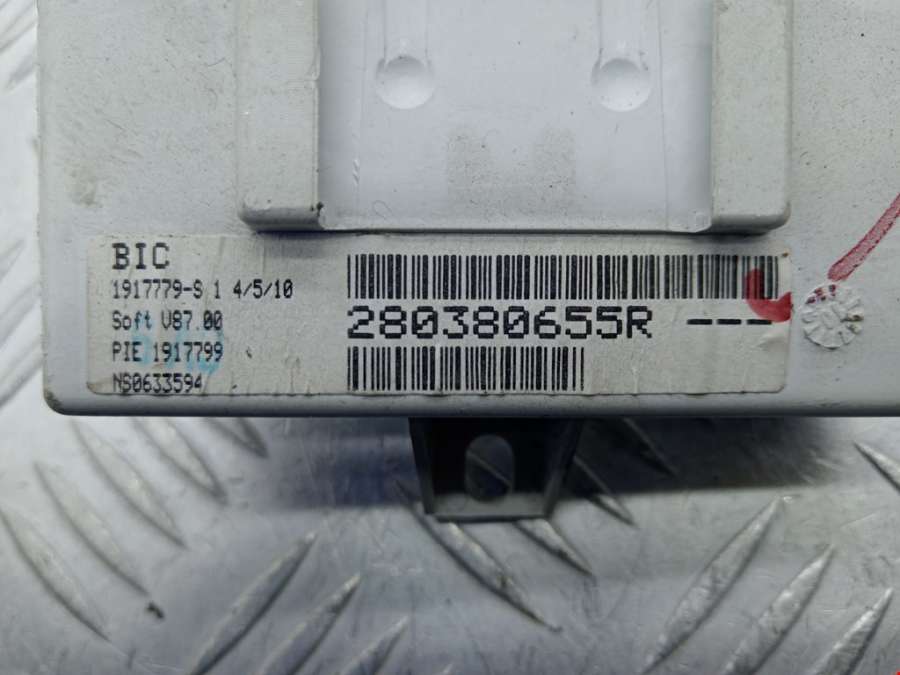 BIC
1917779-S 1 4/5/10
Soft V87.00
PIE 1917799
NS0633594
280380655R ---